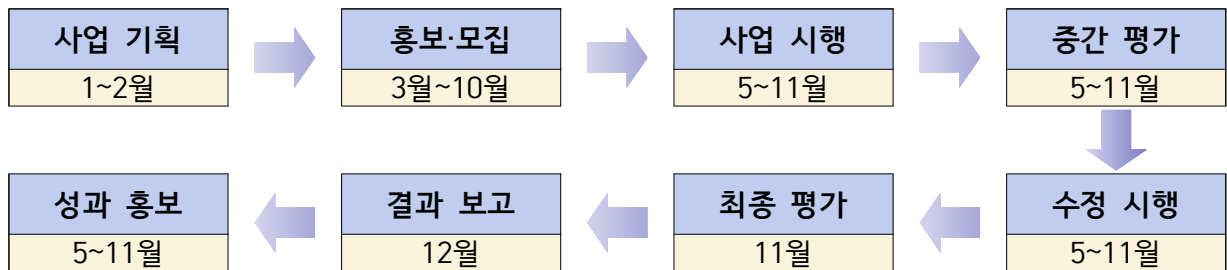 사업 기획
1~2월
홍보·모집
3월~10월
사업 시행
5~11월
중간 평가
5~11월
수정 시행
5~11월
최종 평가
11월
결과 보고
12월
성과 홍보
5~11월